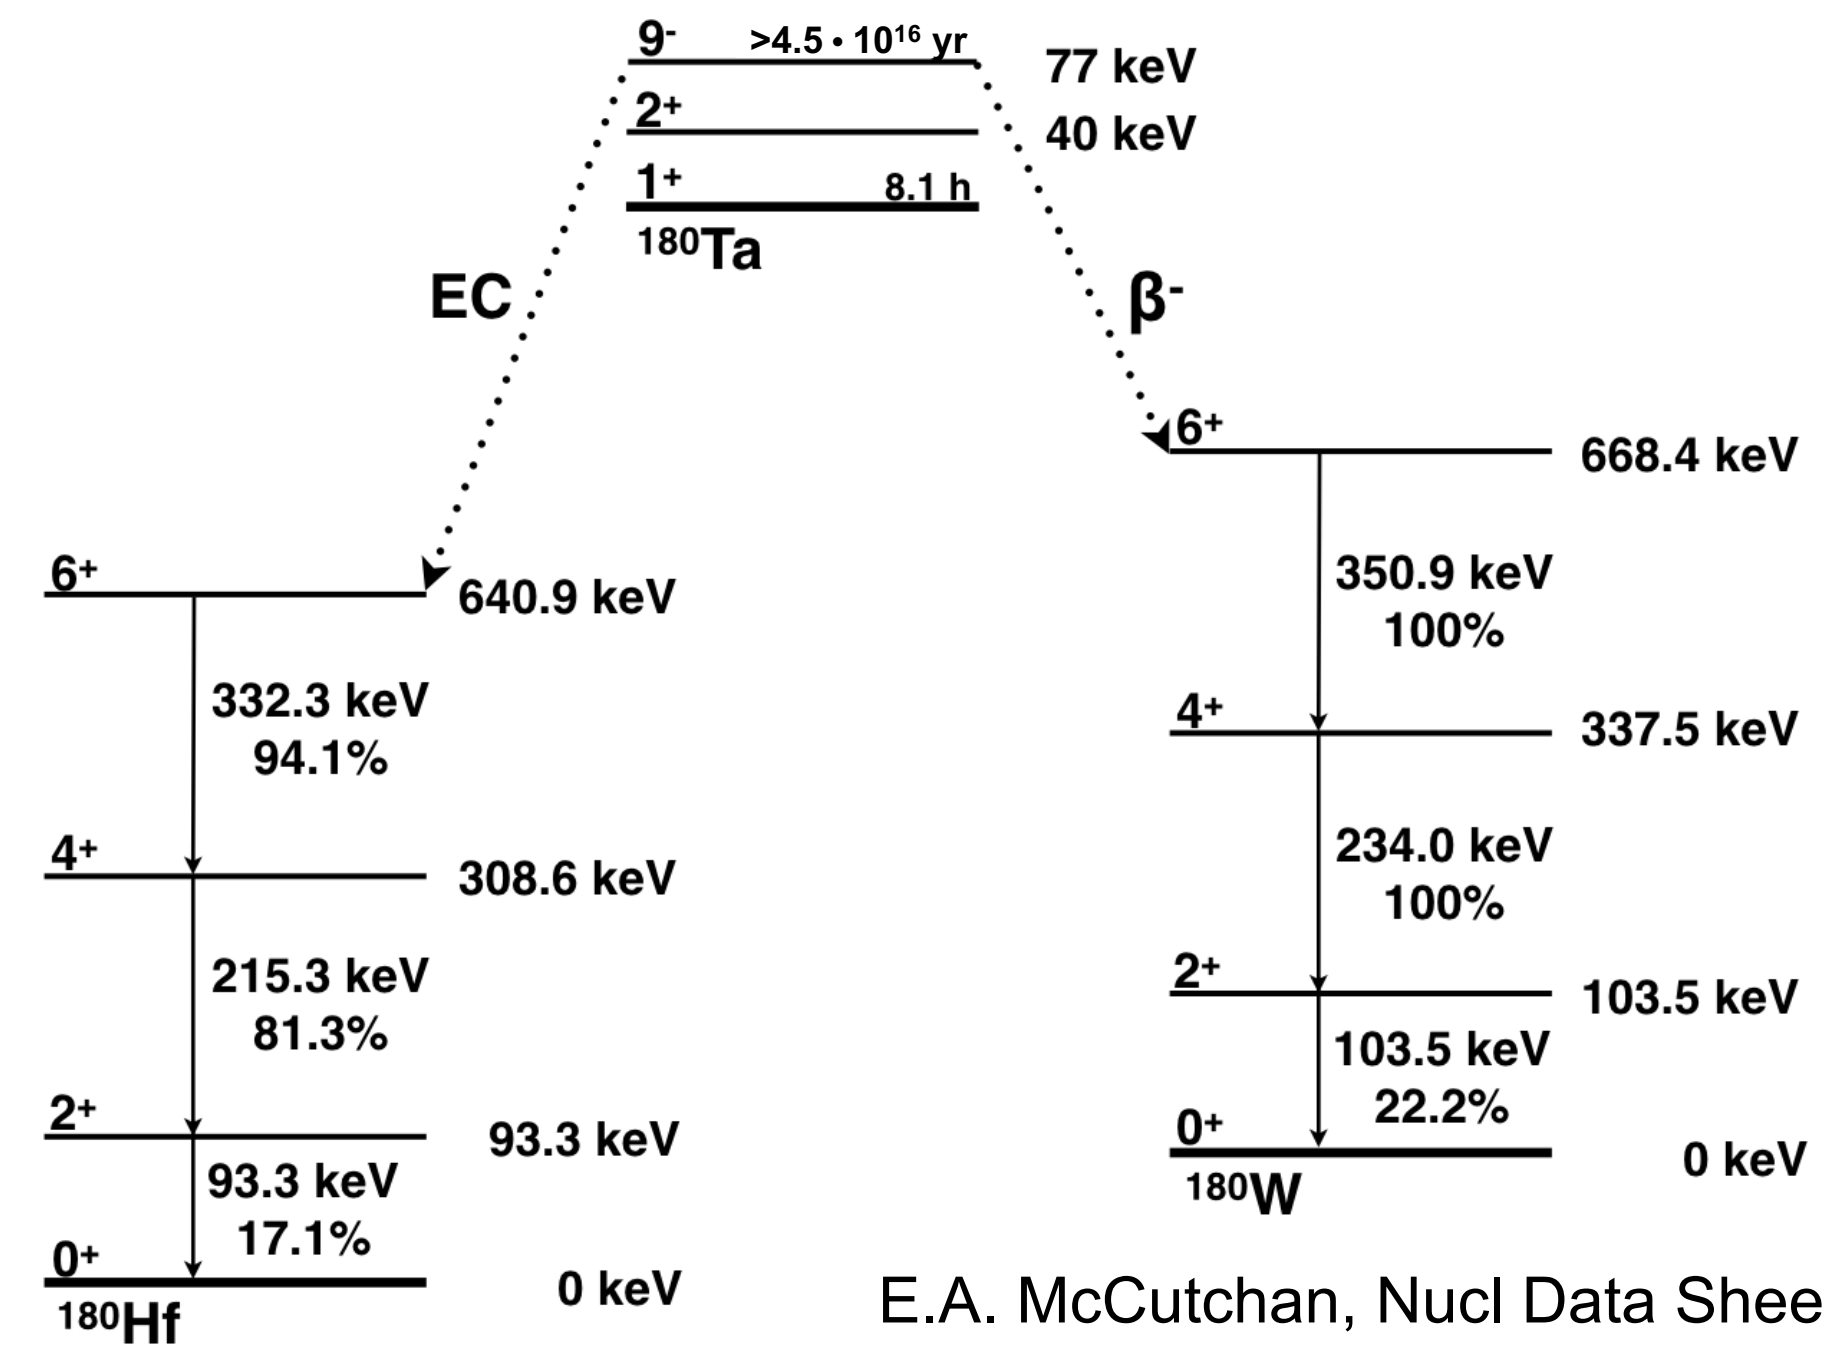 9⁻ >4.5 • 10¹⁶ yr 77 keV
2⁺ 40 keV
1⁺ 8.1 h
¹⁸⁰Ta
EC
β⁻
6⁺ 640.9 keV
332.3 keV
94.1%
4⁺ 308.6 keV
215.3 keV
81.3%
2⁺ 93.3 keV
93.3 keV
17.1%
0⁺ 0 keV
¹⁸⁰Hf
6⁺ 668.4 keV
350.9 keV
100%
4⁺ 337.5 keV
234.0 keV
100%
2⁺ 103.5 keV
103.5 keV
22.2%
0⁺ 0 keV
¹⁸⁰W
E.A. McCutchan, Nucl Data Shee